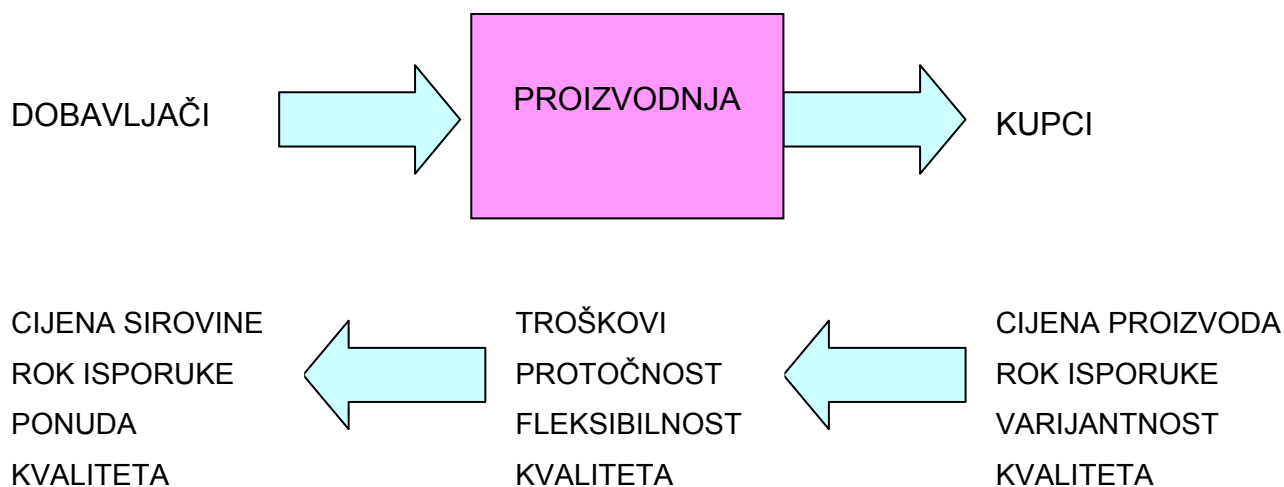 DOBAVLJAČI
PROIZVODNJA
KUPCI
CIJENA SIROVINE
ROK ISPORUKE
PONUDA
KVALITETA
TROŠKOVI
PROTOČNOST
FLEKSIBILNOST
KVALITETA
CIJENA PROIZVODA
ROK ISPORUKE
VARIJANTNOST
KVALITETA